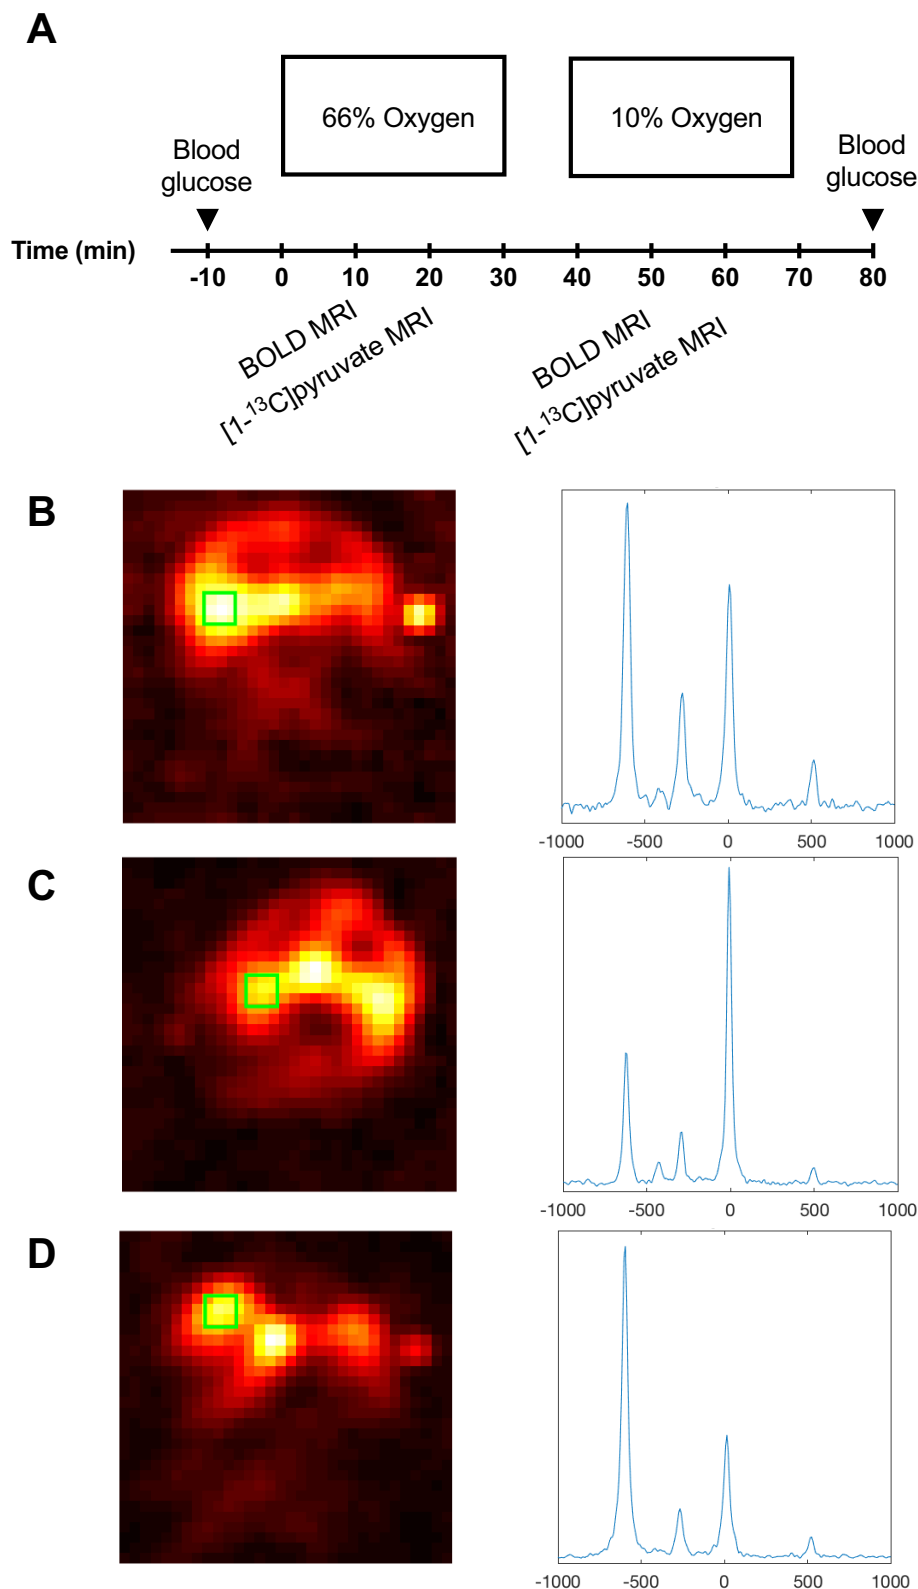 A
66% Oxygen
10% Oxygen
Blood
glucose
Blood
glucose
Time (min)
-10 0 10 20 30 40 50 60 70 80
BOLD MRI
[1-¹³C]pyruvate MRI
BOLD MRI
[1-¹³C]pyruvate MRI
B
-1000 -500 0 500 1000
C
-1000 -500 0 500 1000
D
-1000 -500 0 500 1000